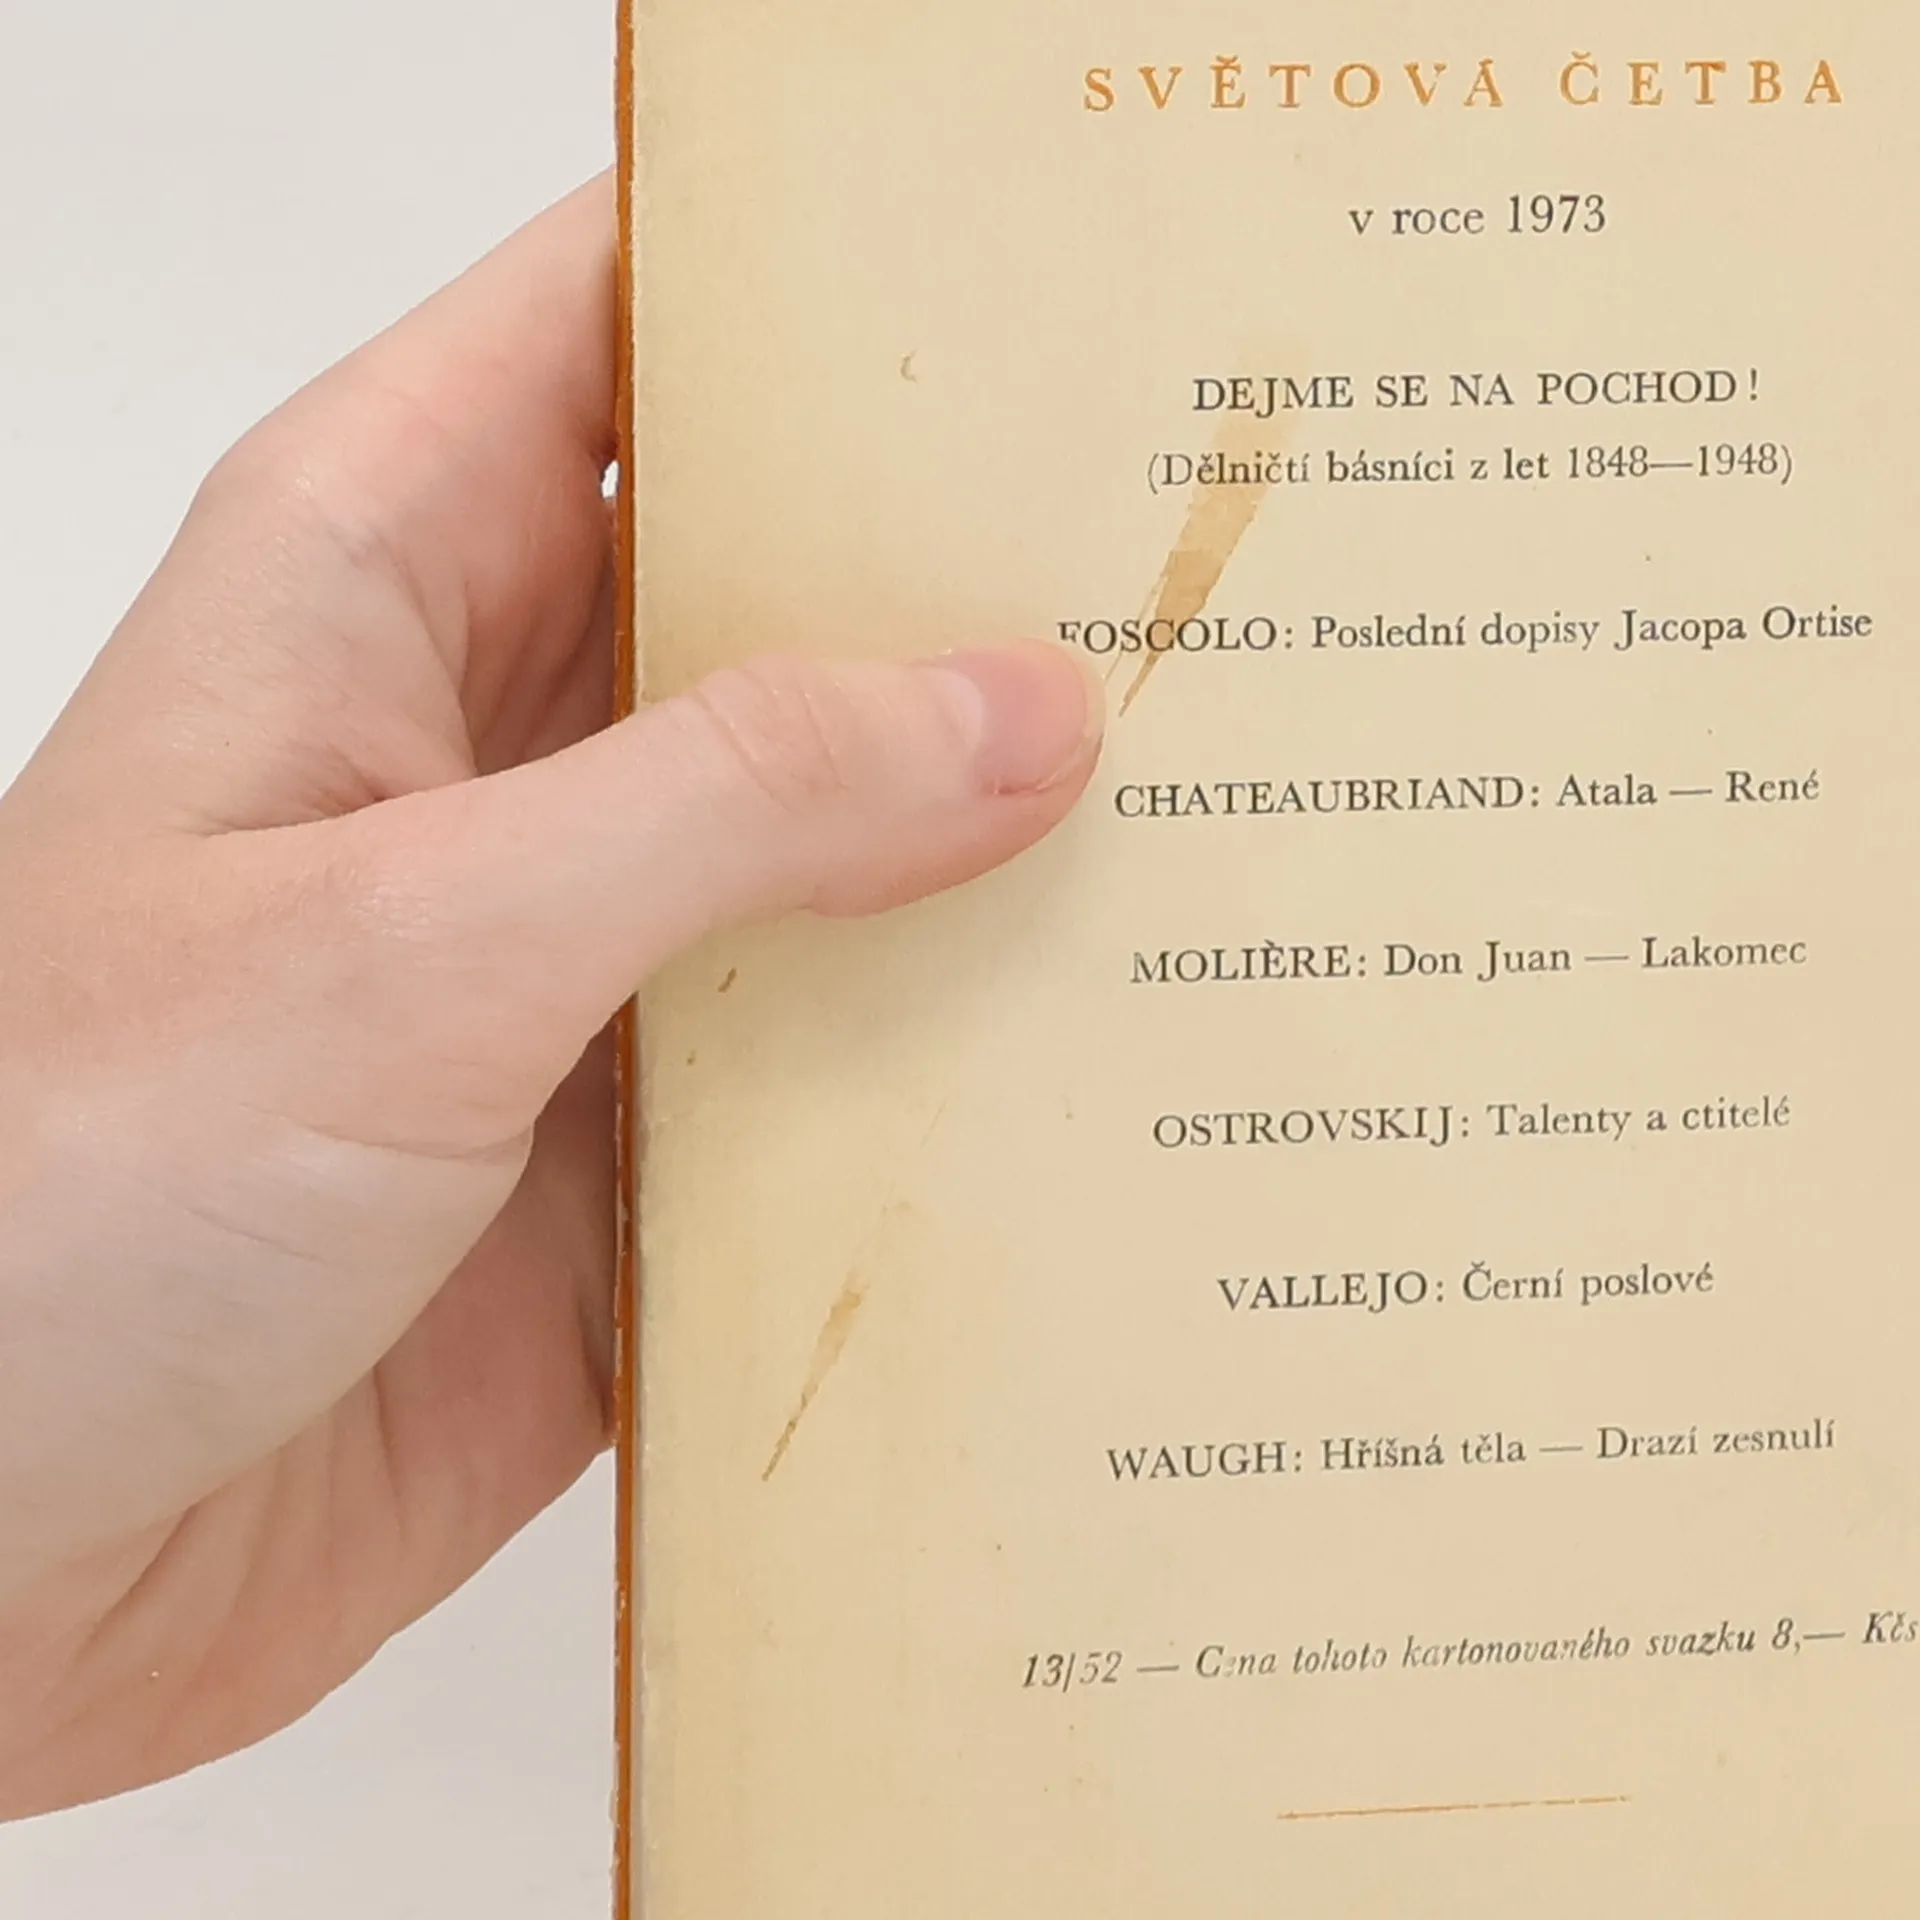 SVĚTOVÁ ČETBA
v roce 1973
DEJME SE NA POCHOD!
(Dělničtí básníci z let 1848—1948)
FOSCOLO: Poslední dopisy Jacopa Ortise
CHATEAUBRIAND: Atala — René
MOLIÈRE: Don Juan — Lakomec
OSTROVSKIJ: Talenty a ctitelé
VALLEJO: Černí poslové
WAUGH: Hříšná těla — Drazí zesnulí
13/52 — Cena tohoto kartonovaného svazku 8,— Kčs